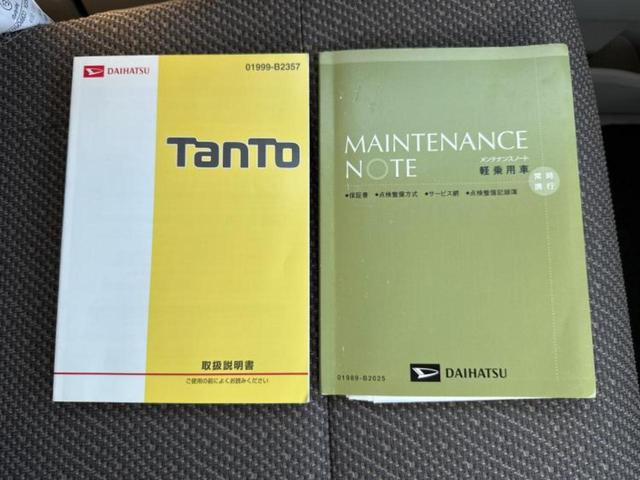 DAIHATSU
01999-B2357
TanTo
取扱説明書
ご使用の前によくお読みください
MAINTENANCE
NOTE
メンテナンスノート
軽乗用車
常時
携行
●保証書 ●点検整備方式 ●サービス網 ●点検整備記録簿
01989-B2025
DAIHATSU